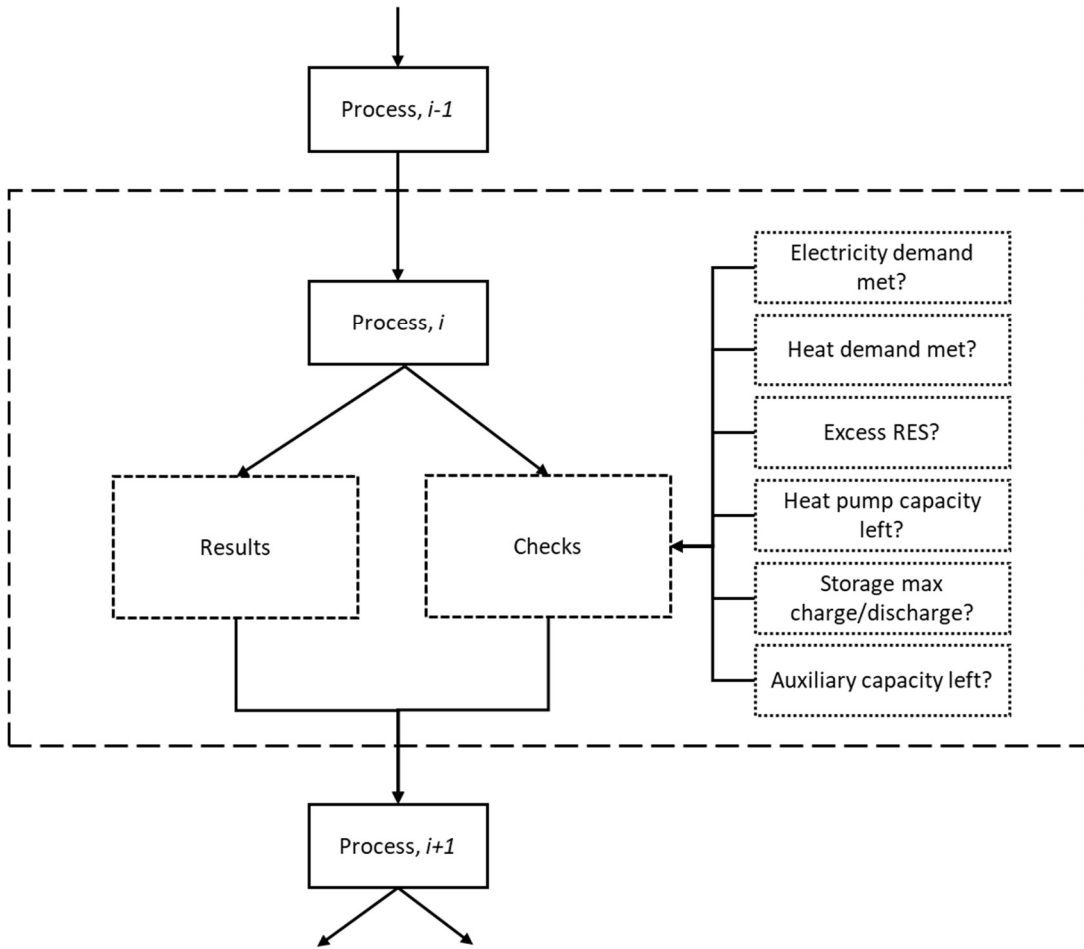 Process, i-1
Process, i
Electricity demand
met?
Heat demand met?
Excess RES?
Heat pump capacity
left?
Storage max
charge/discharge?
Auxiliary capacity left?
Results
Checks
Process, i+1